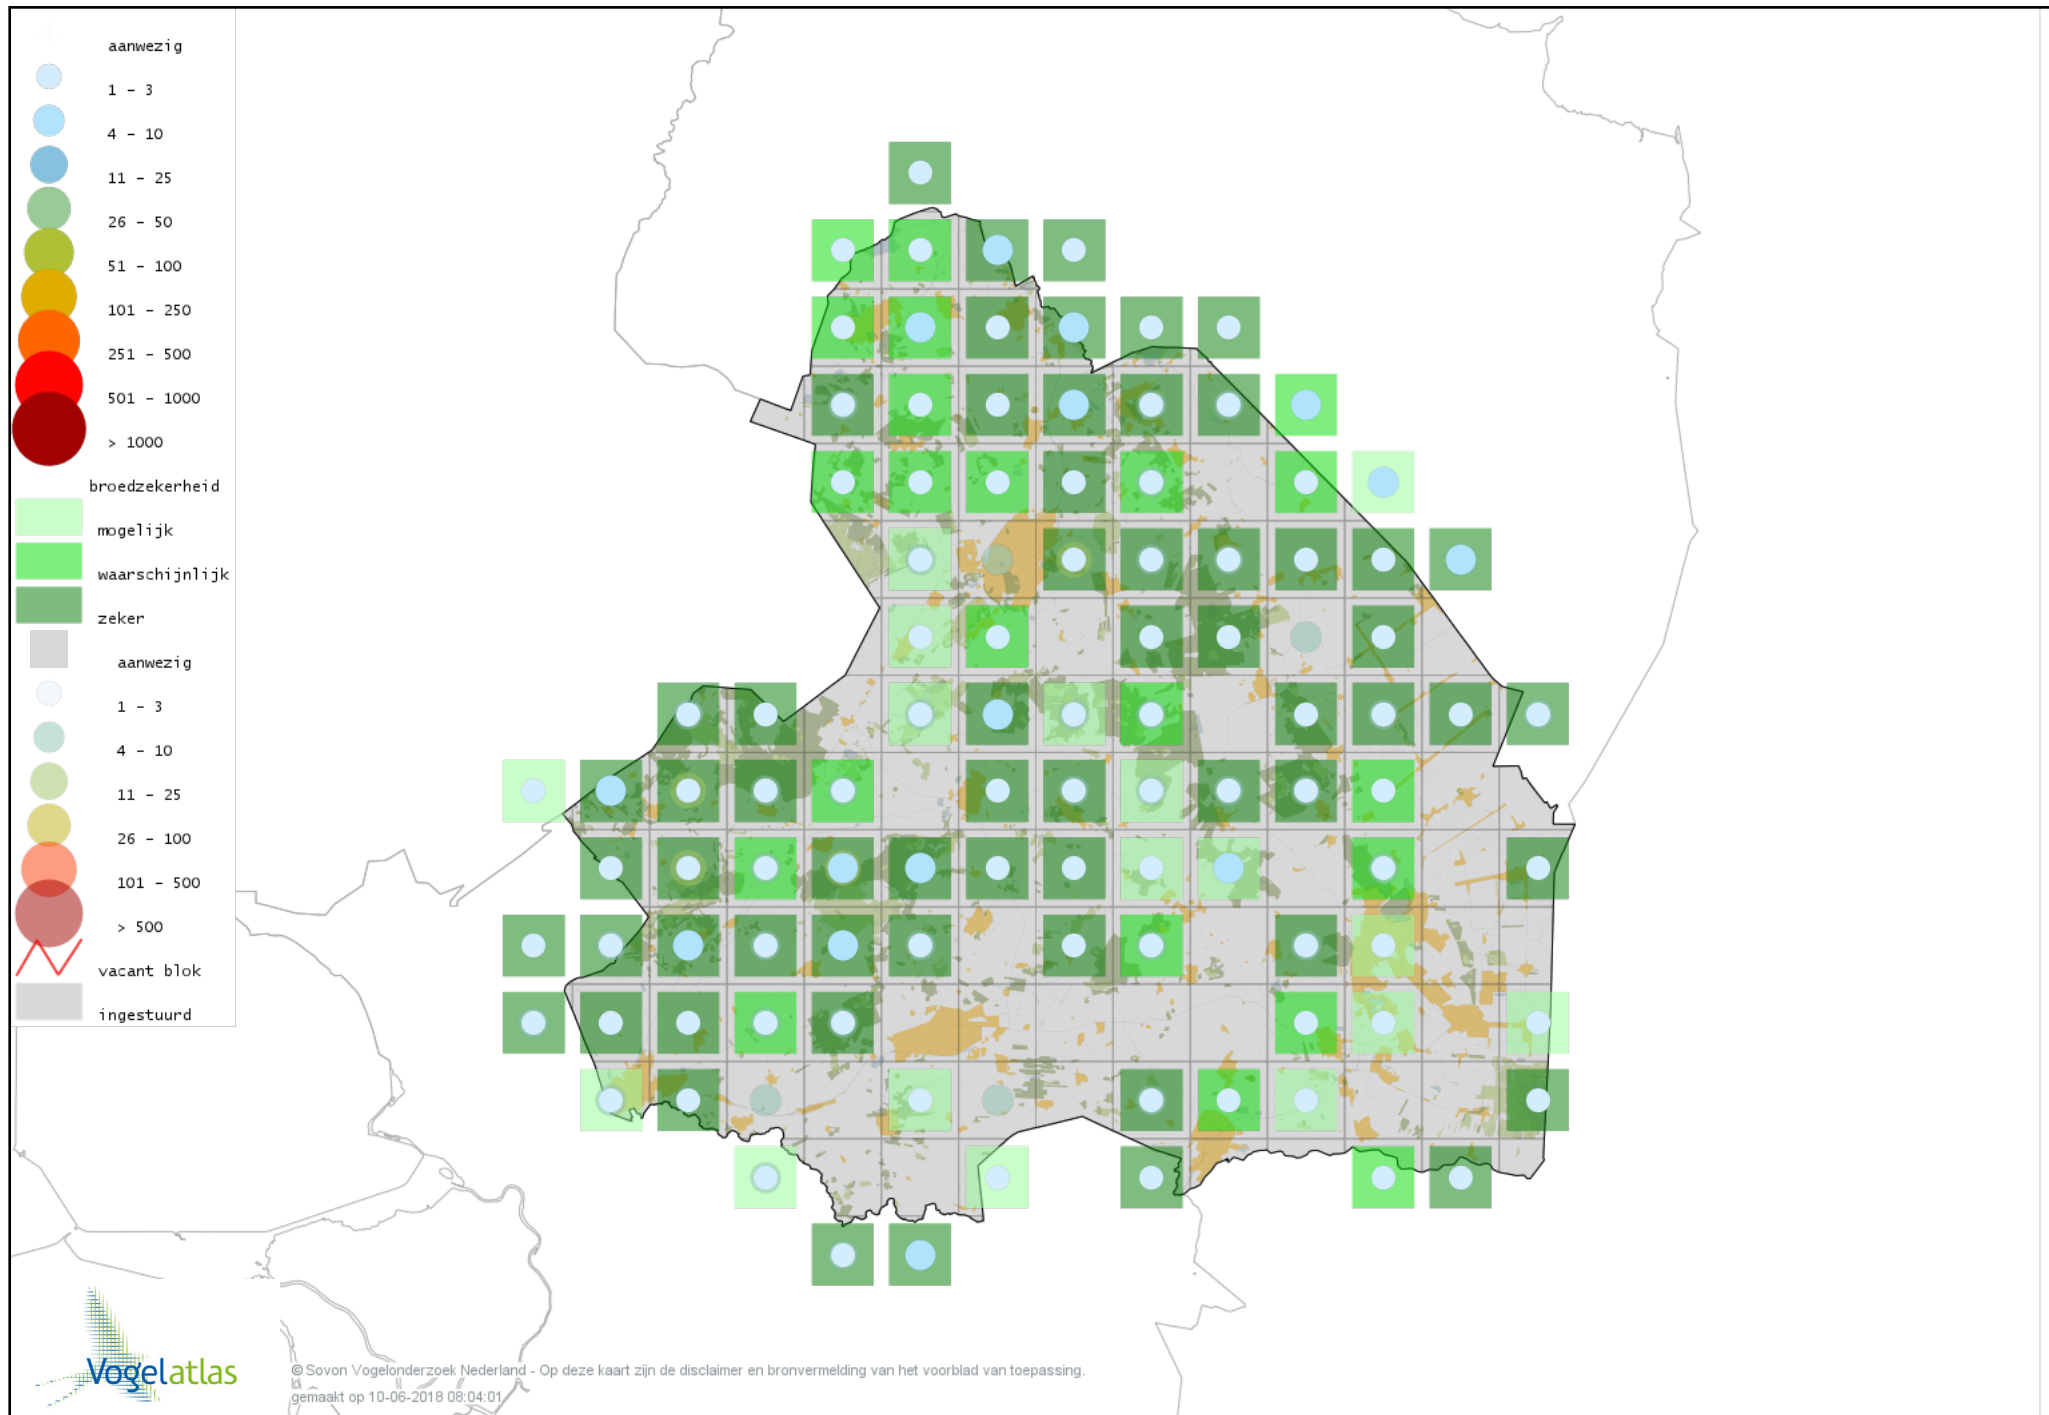 aanwezig
1 - 3
4 - 10
11 - 25
26 - 50
51 - 100
101 - 250
251 - 500
501 - 1000
> 1000
broedzekerheid
mogelijk
waarschijnlijk
zeker
aanwezig
1 - 3
4 - 10
11 - 25
26 - 100
101 - 500
> 500
vacant blok
ingestuurd
Vogelatlas
© Sovon Vogelonderzoek Nederland - Op deze kaart zijn de disclaimer en bronvermelding van het voorblad van toepassing.
gemaakt op 10-06-2018 08:04:01